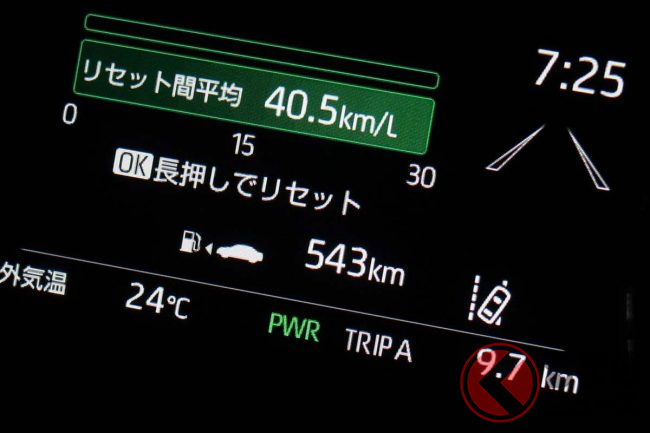 7:25
リセット間平均 40.5km/L
0 15 30
OK長押しでリセット
543km
外気温 24℃ PWR TRIP A 9.7 km